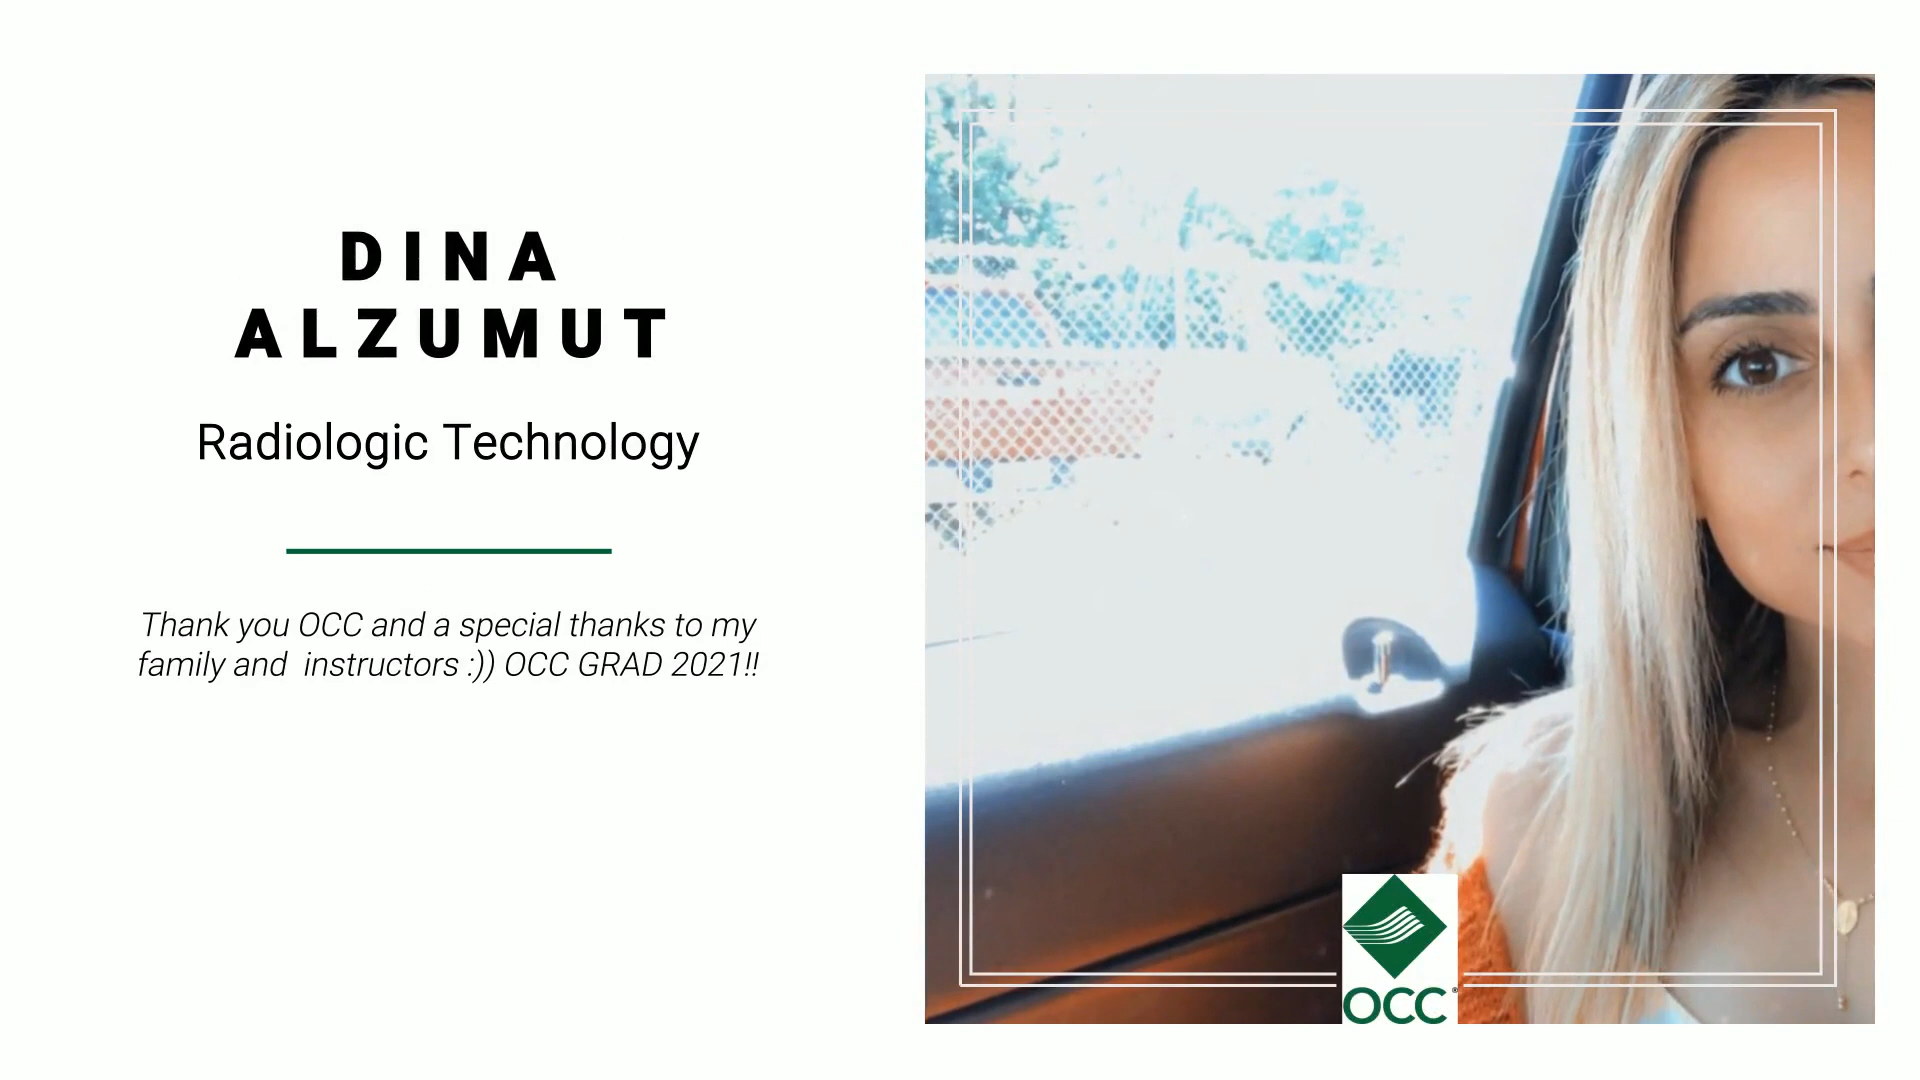 DINA
ALZUMUT
Radiologic Technology
Thank you OCC and a special thanks to my
family and  instructors :)) OCC GRAD 2021!!
OCC®